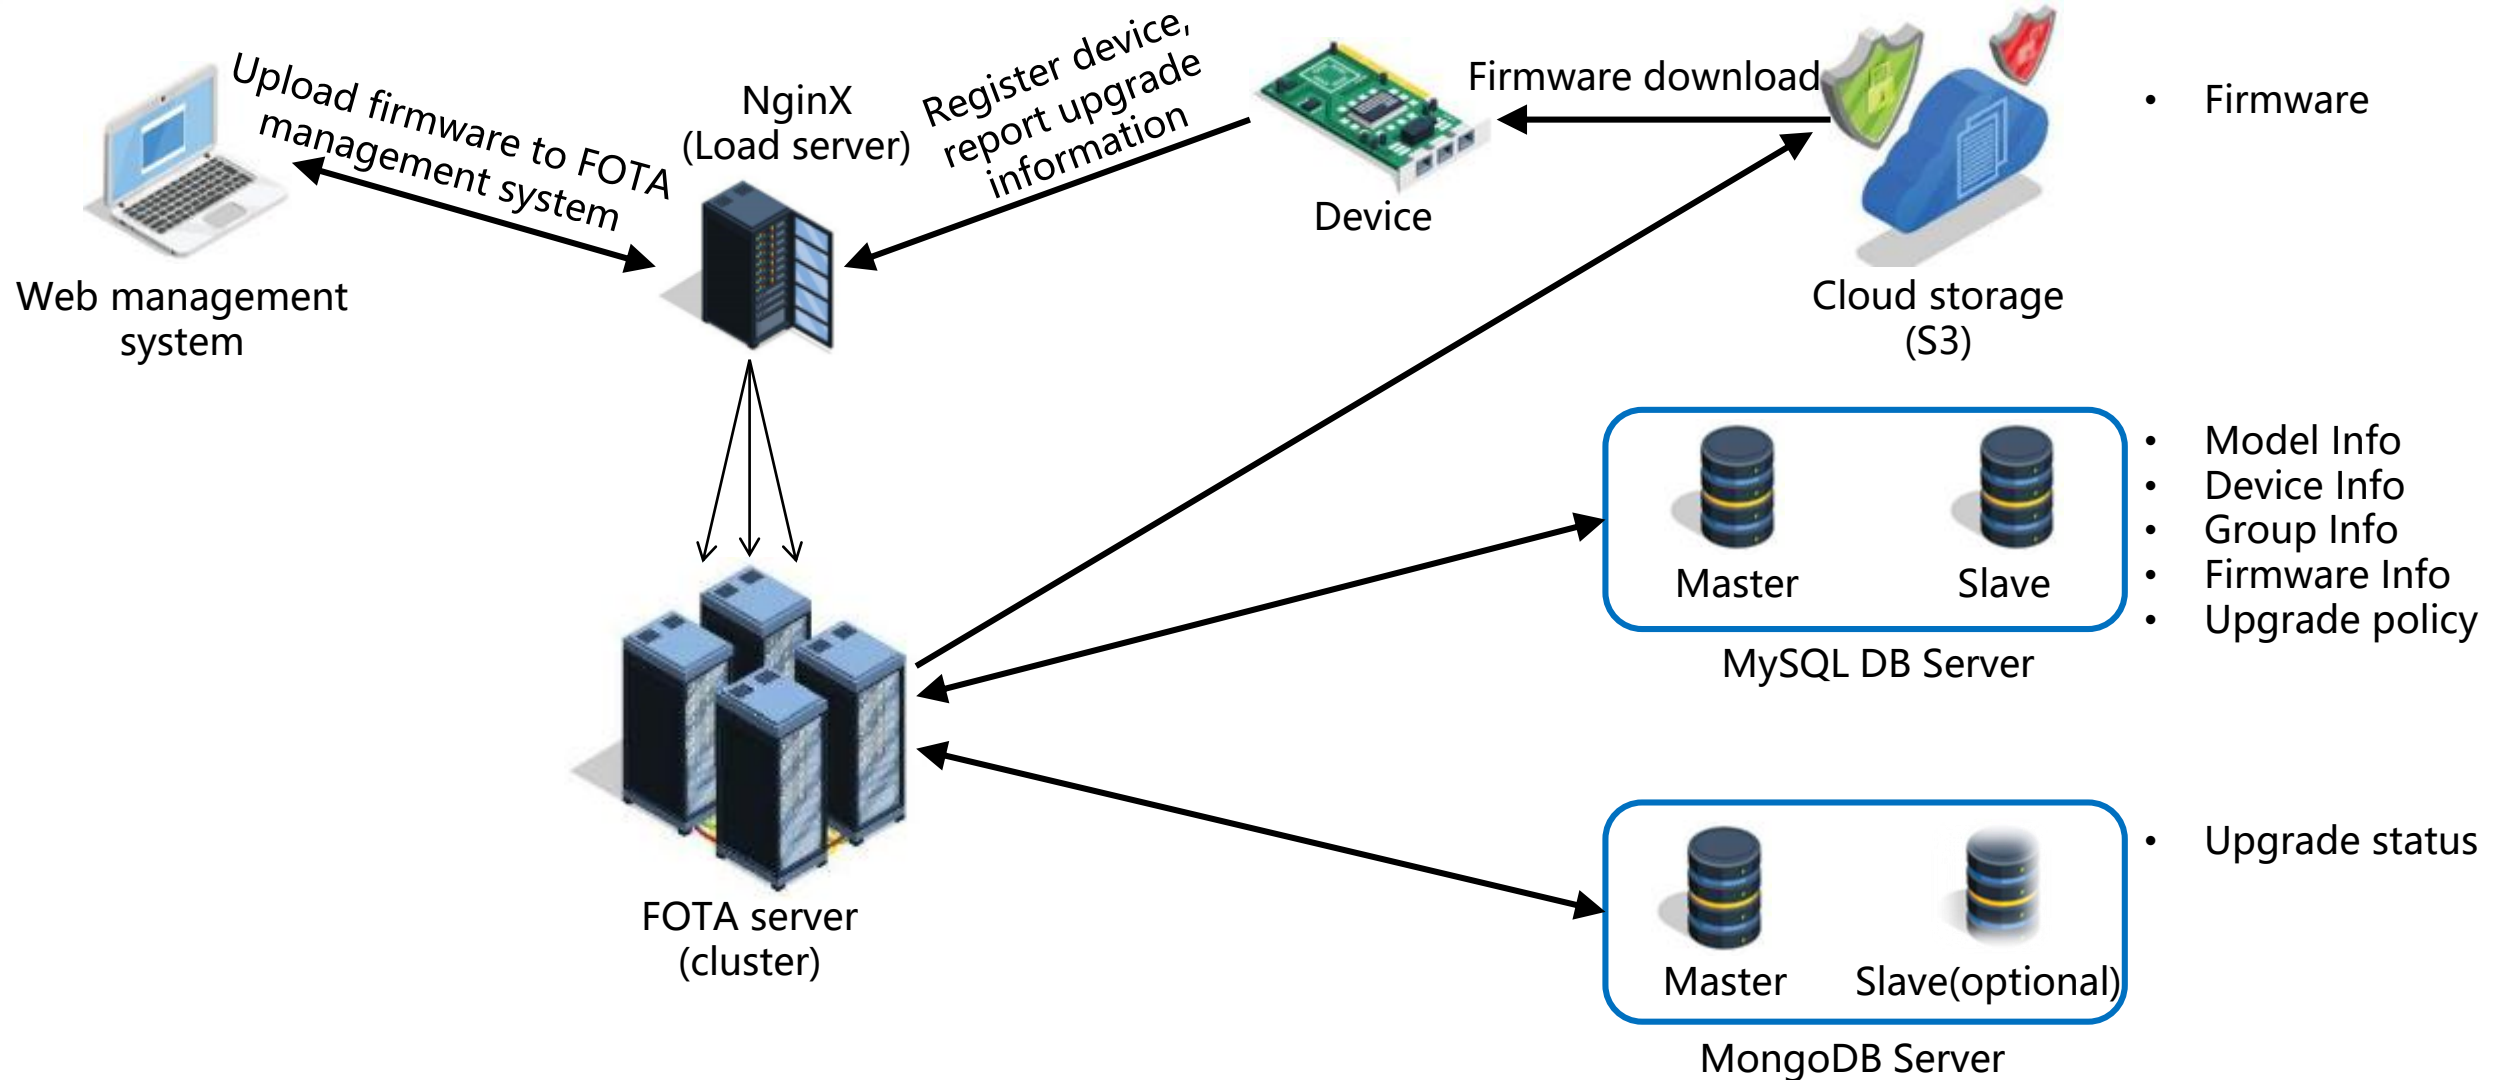 Upload firmware to FOTA
management system
Web management
system
NginX
(Load server)
Register device,
report upgrade
information
Device
Firmware download
Cloud storage
(S3)
• Firmware
Master
Slave
MySQL DB Server
• Model Info
• Device Info
• Group Info
• Firmware Info
• Upgrade policy
FOTA server
(cluster)
Master
Slave(optional)
MongoDB Server
• Upgrade status